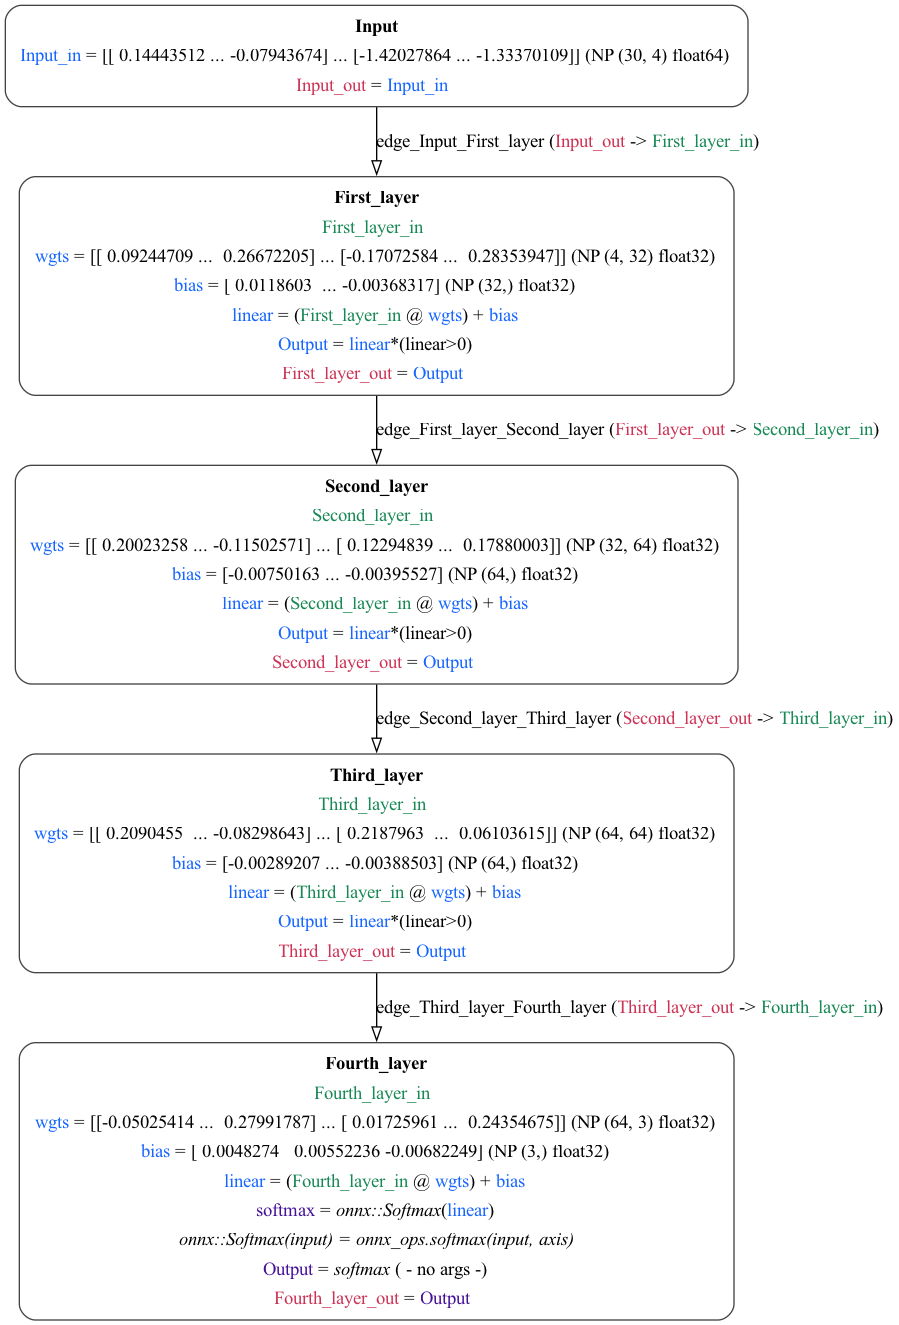 Input
Input_in = [[ 0.14443512 ... -0.07943674] ... [-1.42027864 ... -1.33370109]] (NP (30, 4) float64)
Input_out = Input_in
edge_Input_First_layer (Input_out -> First_layer_in)
First_layer
First_layer_in
wgts = [[ 0.09244709 ...  0.26672205] ... [-0.17072584 ...  0.28353947]] (NP (4, 32) float32)
bias = [ 0.0118603  ... -0.00368317] (NP (32,) float32)
linear = (First_layer_in @ wgts) + bias
Output = linear*(linear>0)
First_layer_out = Output
edge_First_layer_Second_layer (First_layer_out -> Second_layer_in)
Second_layer
Second_layer_in
wgts = [[ 0.20023258 ... -0.11502571] ... [ 0.12294839 ...  0.17880003]] (NP (32, 64) float32)
bias = [-0.00750163 ... -0.00395527] (NP (64,) float32)
linear = (Second_layer_in @ wgts) + bias
Output = linear*(linear>0)
Second_layer_out = Output
edge_Second_layer_Third_layer (Second_layer_out -> Third_layer_in)
Third_layer
Third_layer_in
wgts = [[ 0.2090455  ... -0.08298643] ... [ 0.2187963  ...  0.06103615]] (NP (64, 64) float32)
bias = [-0.00289207 ... -0.00388503] (NP (64,) float32)
linear = (Third_layer_in @ wgts) + bias
Output = linear*(linear>0)
Third_layer_out = Output
edge_Third_layer_Fourth_layer (Third_layer_out -> Fourth_layer_in)
Fourth_layer
Fourth_layer_in
wgts = [[-0.05025414 ...  0.27991787] ... [ 0.01725961 ...  0.24354675]] (NP (64, 3) float32)
bias = [ 0.0048274   0.00552236 -0.00682249] (NP (3,) float32)
linear = (Fourth_layer_in @ wgts) + bias
softmax = onnx::Softmax(linear)
onnx::Softmax(input) = onnx_ops.softmax(input, axis)
Output = softmax ( - no args -)
Fourth_layer_out = Output